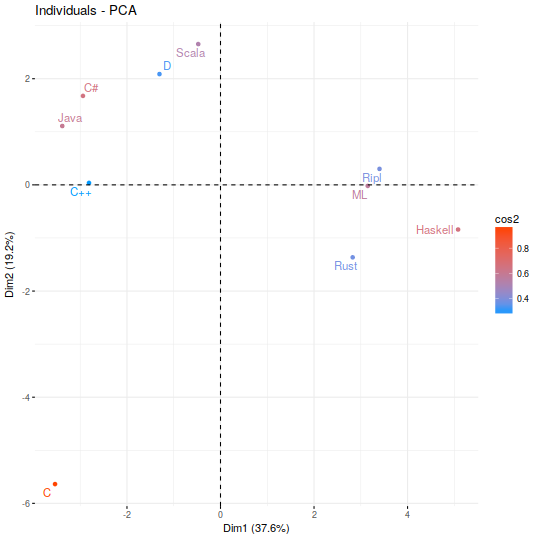 Individuals - PCA
Scala
D
C#
Java
C++
Ripl
ML
Haskell
Rust
C
2
0
-2
-4
-6
-2
0
2
4
Dim1 (37.6%)
Dim2 (19.2%)
cos2
0.8
0.6
0.4